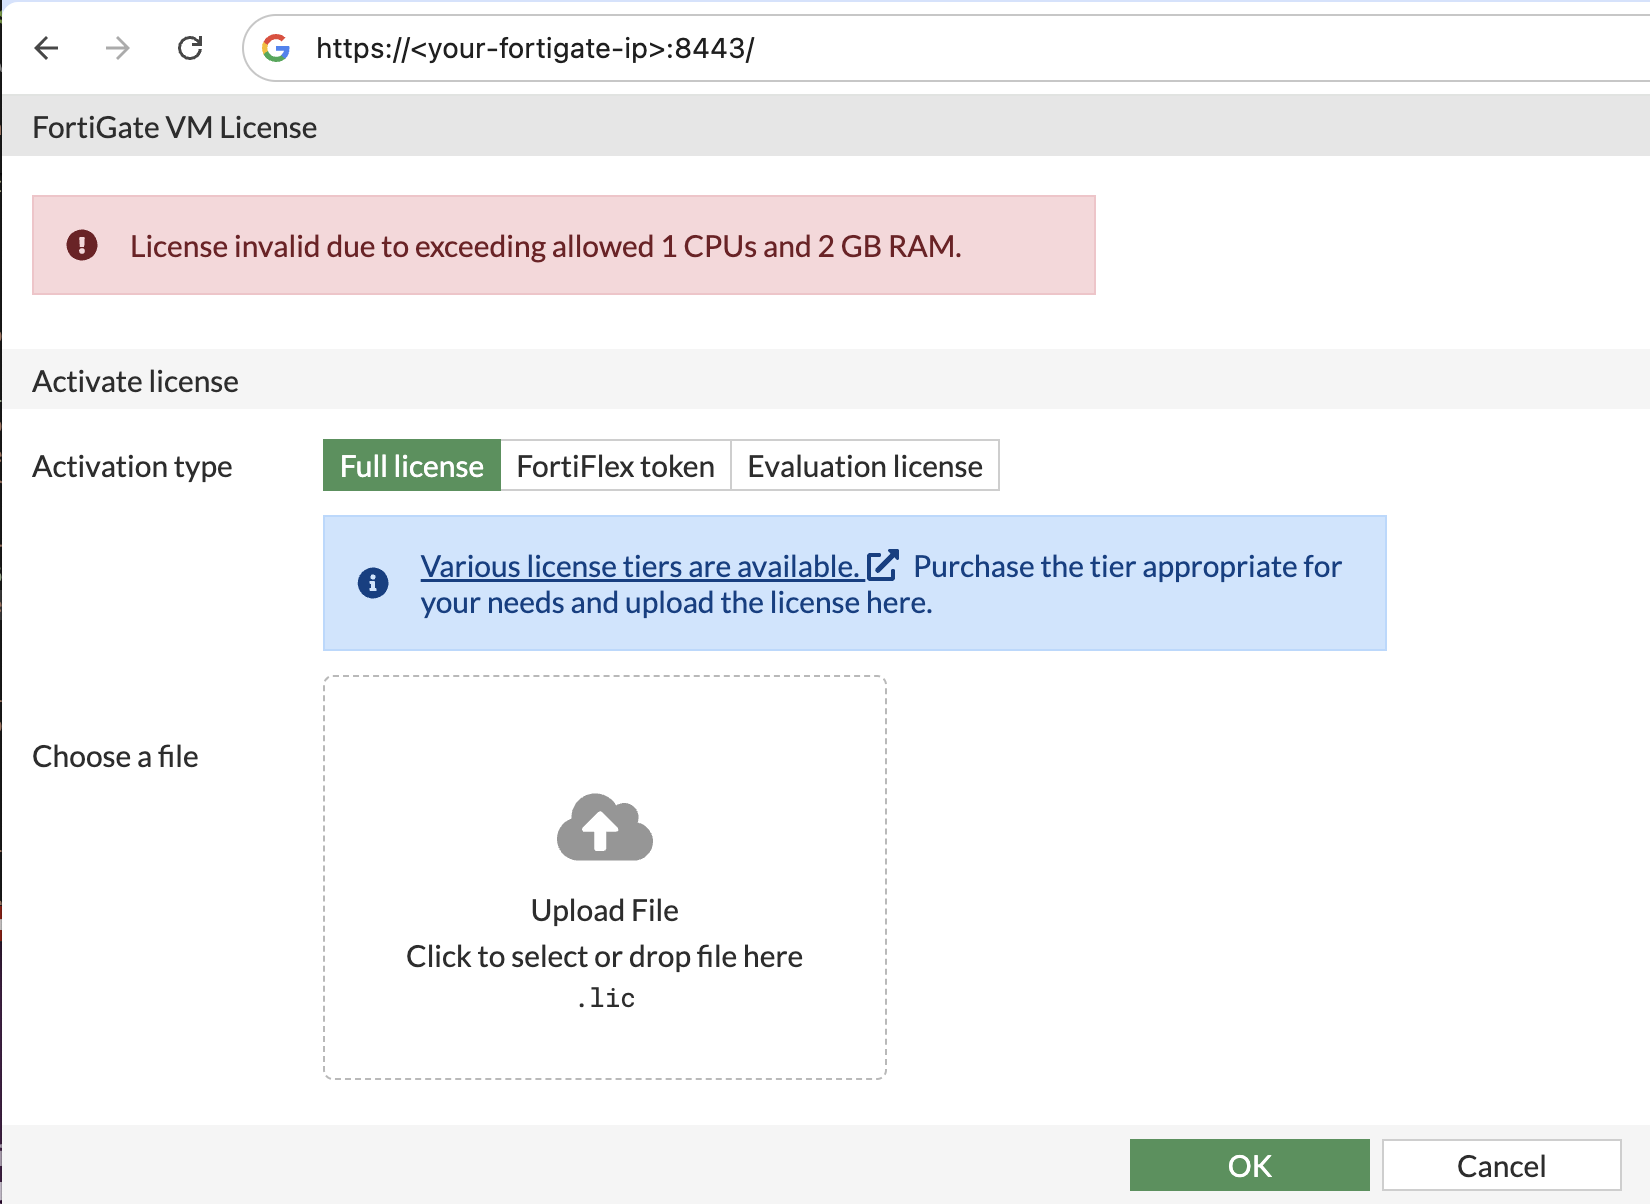 https://<your-fortigate-ip>:8443/
FortiGate VM License
License invalid due to exceeding allowed 1 CPUs and 2 GB RAM.
Activate license
Activation type
Full license
FortiFlex token
Evaluation license
Various license tiers are available. Purchase the tier appropriate for
your needs and upload the license here.
Choose a file
Upload File
Click to select or drop file here
.lic
OK
Cancel